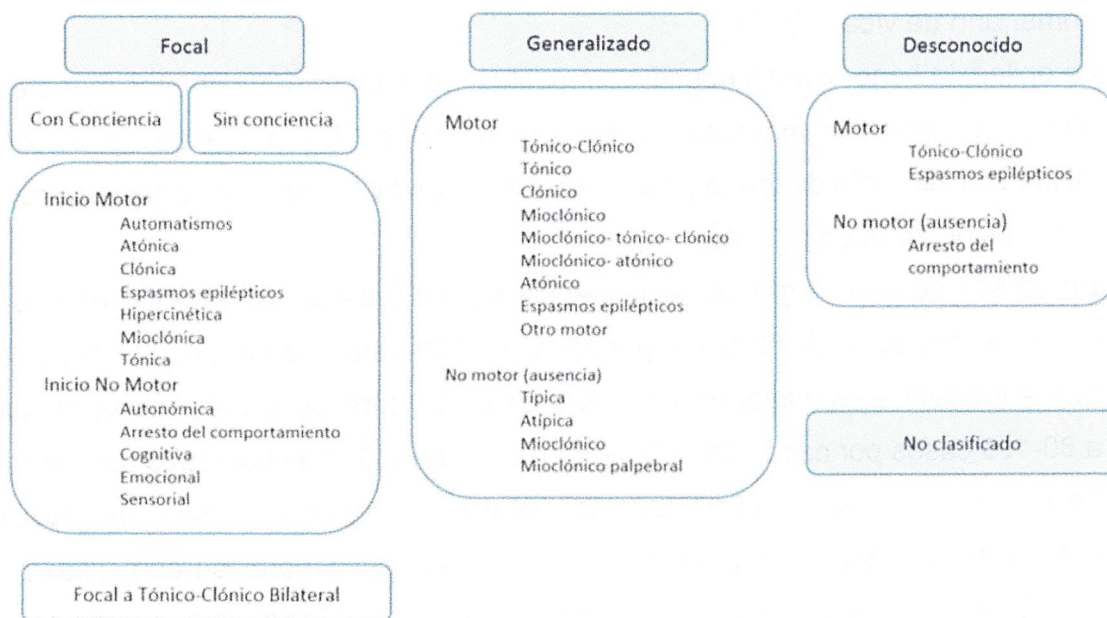 Focal
Con Conciencia
Sin conciencia
Inicio Motor
Automatismos
Atónica
Clónica
Espasmos epilépticos
Hipercinética
Mioclónica
Tónica
Inicio No Motor
Autonómica
Arresto del comportamiento
Cognitiva
Emocional
Sensorial
Focal a Tónico-Clónico Bilateral
Generalizado
Motor
Tónico-Clónico
Tónico
Clónico
Mioclónico
Mioclónico- tónico- clónico
Mioclónico- atónico
Atónico
Espasmos epilépticos
Otro motor
No motor (ausencia)
Típica
Atípica
Mioclónico
Mioclónico palpebral
Desconocido
Motor
Tónico-Clónico
Espasmos epilépticos
No motor (ausencia)
Arresto del
comportamiento
No clasificado